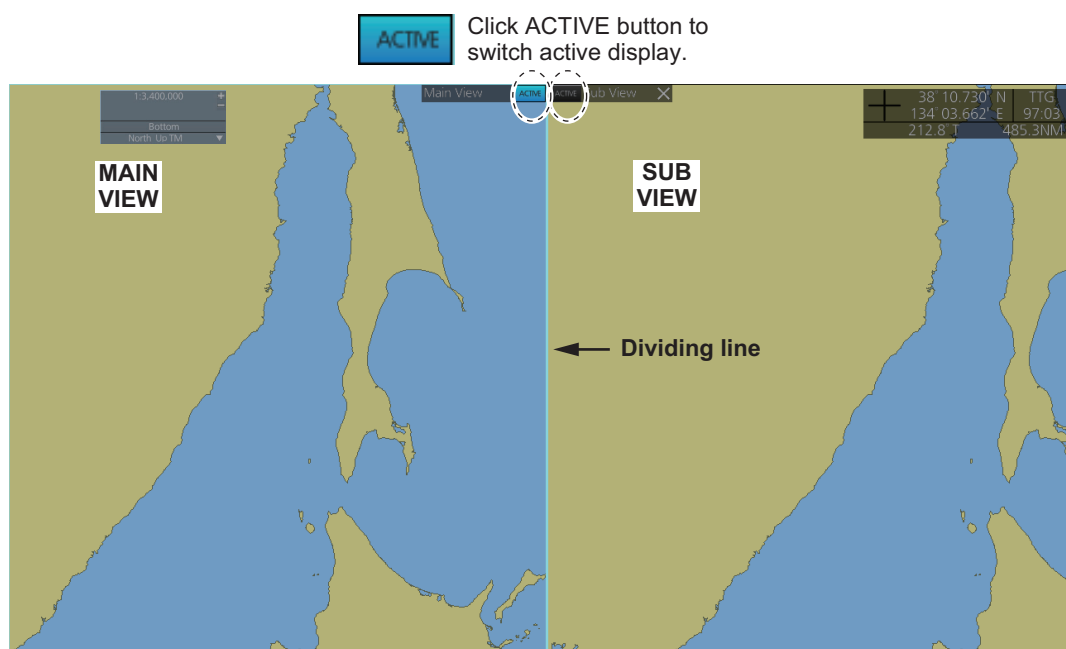 ACTIVE
Click ACTIVE button to
switch active display.
1:3,400,000 + −
Bottom
North Up TM ▼
Main View ACTIVE
ACTIVE Sub View X
38° 10.730' N TTG
134° 03.662' E 97:03
212.8° T 485.3NM
MAIN
VIEW
SUB
VIEW
Dividing line